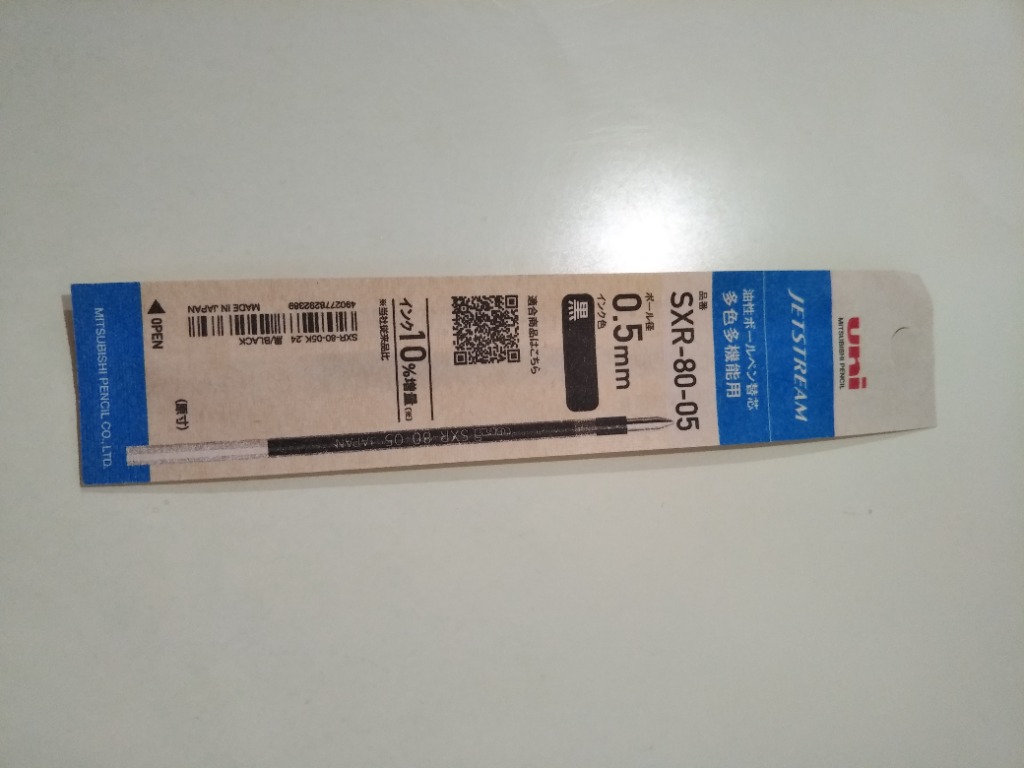 uni
MITSUBISHI PENCIL
JETSTREAM
油性ボールペン替芯
多色多機能用
品番
SXR-80-05
ボール径
0.5mm
インク色
黒
適合商品はこちら
インク10%増量(※)
※当社従来品比
SXR-80-05K.24
黒/BLACK
4902778292389
MADE IN JAPAN
SXR-80-05 JAPAN
(原寸)
OPEN
MITSUBISHI PENCIL CO., LTD.